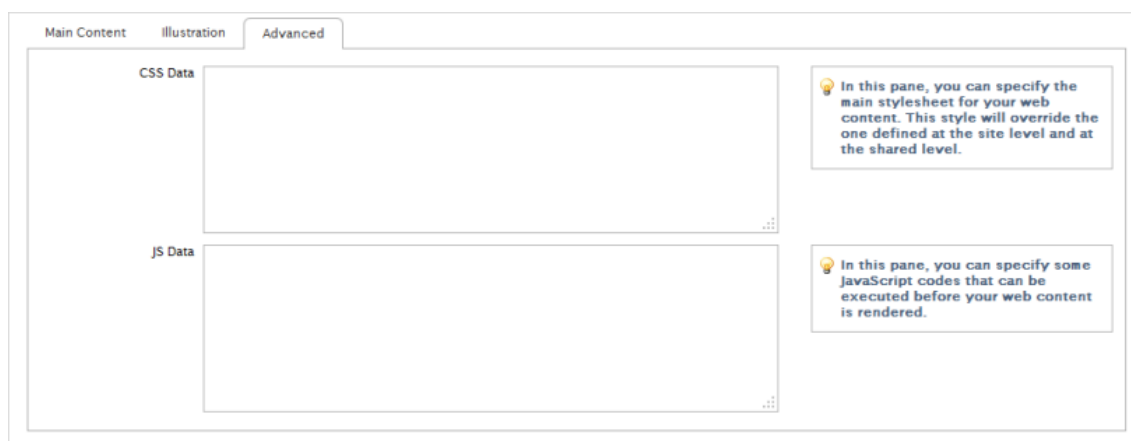 Main Content Illustration Advanced
CSS Data
In this pane, you can specify the
main stylesheet for your web
content. This style will override the
one defined at the site level and at
the shared level.
JS Data
In this pane, you can specify some
JavaScript codes that can be
executed before your web content
is rendered.